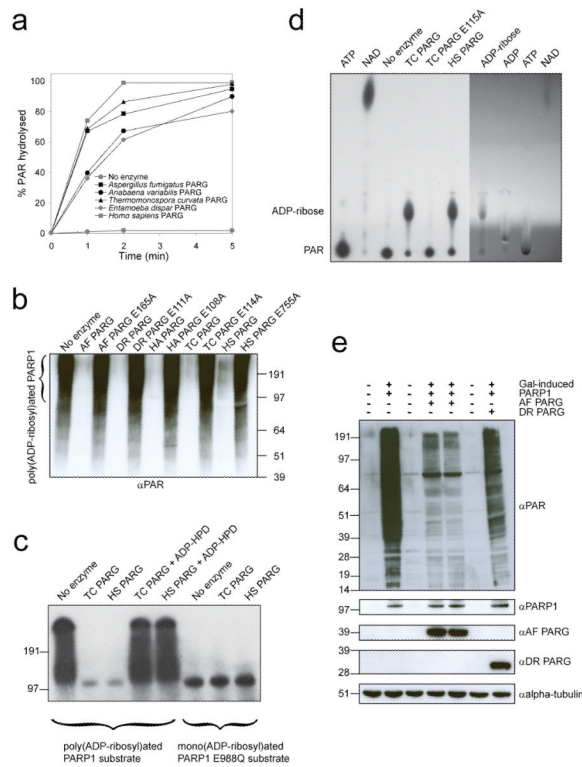 a
% PAR hydrolysed
100
80
60
40
20
0
0
1
2
3
4
5
Time (min)
No enzyme
Aspergillus fumigatus PARG
Anabaena variabilis PARG
Thermomonospora curvata PARG
Entamoeba dispar PARG
Homo sapiens PARG
b
No enzyme
AF PARG
AF PARG E165A
DR PARG
DR PARG E111A
HA PARG
HA PARG E108A
TC PARG
TC PARG E114A
HS PARG
HS PARG E755A
poly(ADP-ribosyl)ated PARP1
191
97
64
51
39
αPAR
c
No enzyme
TC PARG
HS PARG
TC PARG + ADP-HPD
HS PARG + ADP-HPD
No enzyme
TC PARG
HS PARG
191
97
poly(ADP-ribosyl)ated
PARP1 substrate
mono(ADP-ribosyl)ated
PARP1 E988Q substrate
d
ATP
NAD
No enzyme
TC PARG
TC PARG E115A
HS PARG
ADP-ribose
ADP
ATP
NAD
ADP-ribose
PAR
e
- + - + + - + Gal-induced
- + - + + - + PARP1
- - - + + - - AF PARG
- - - - - - + DR PARG
191
97
64
51
39
28
19
14
αPAR
97
αPARP1
39
αAF PARG
39
28
αDR PARG
51
αalpha-tubulin